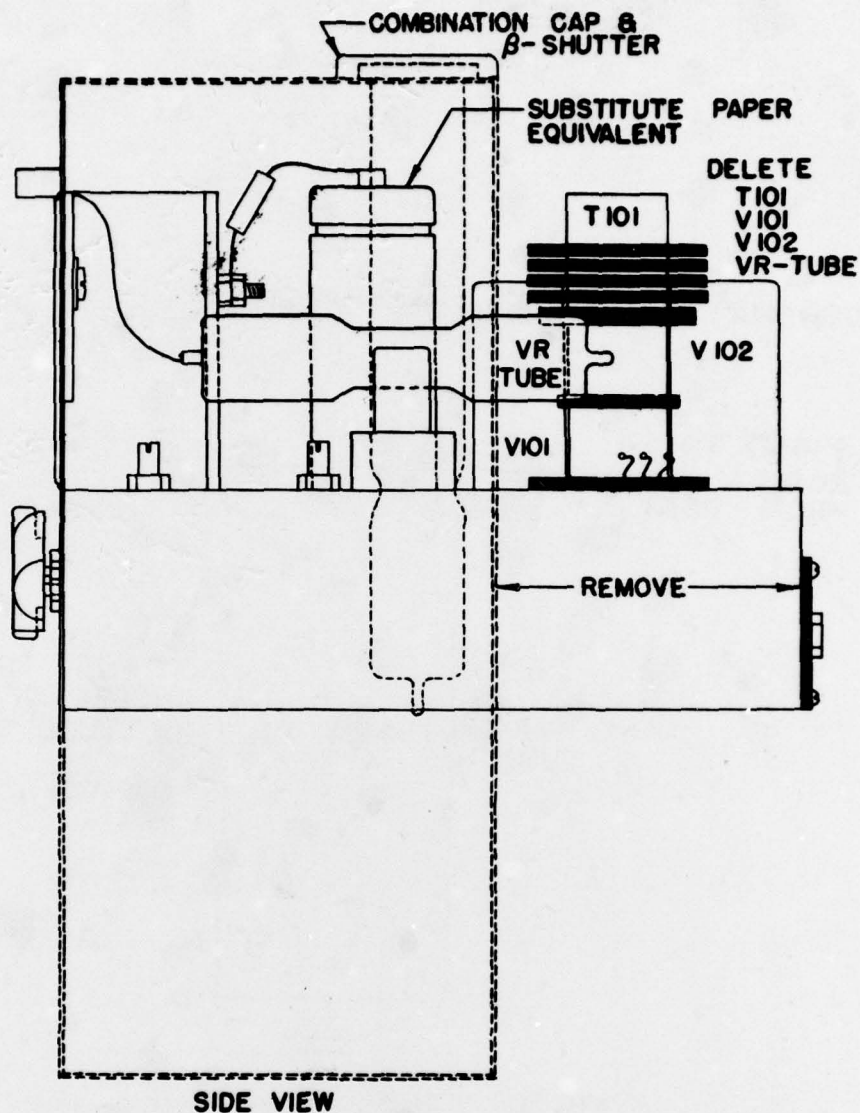 COMBINATION CAP &
β-SHUTTER
SUBSTITUTE PAPER
EQUIVALENT
DELETE
T101
V101
V102
VR-TUBE
T101
VR
TUBE
V102
V101
REMOVE
SIDE VIEW